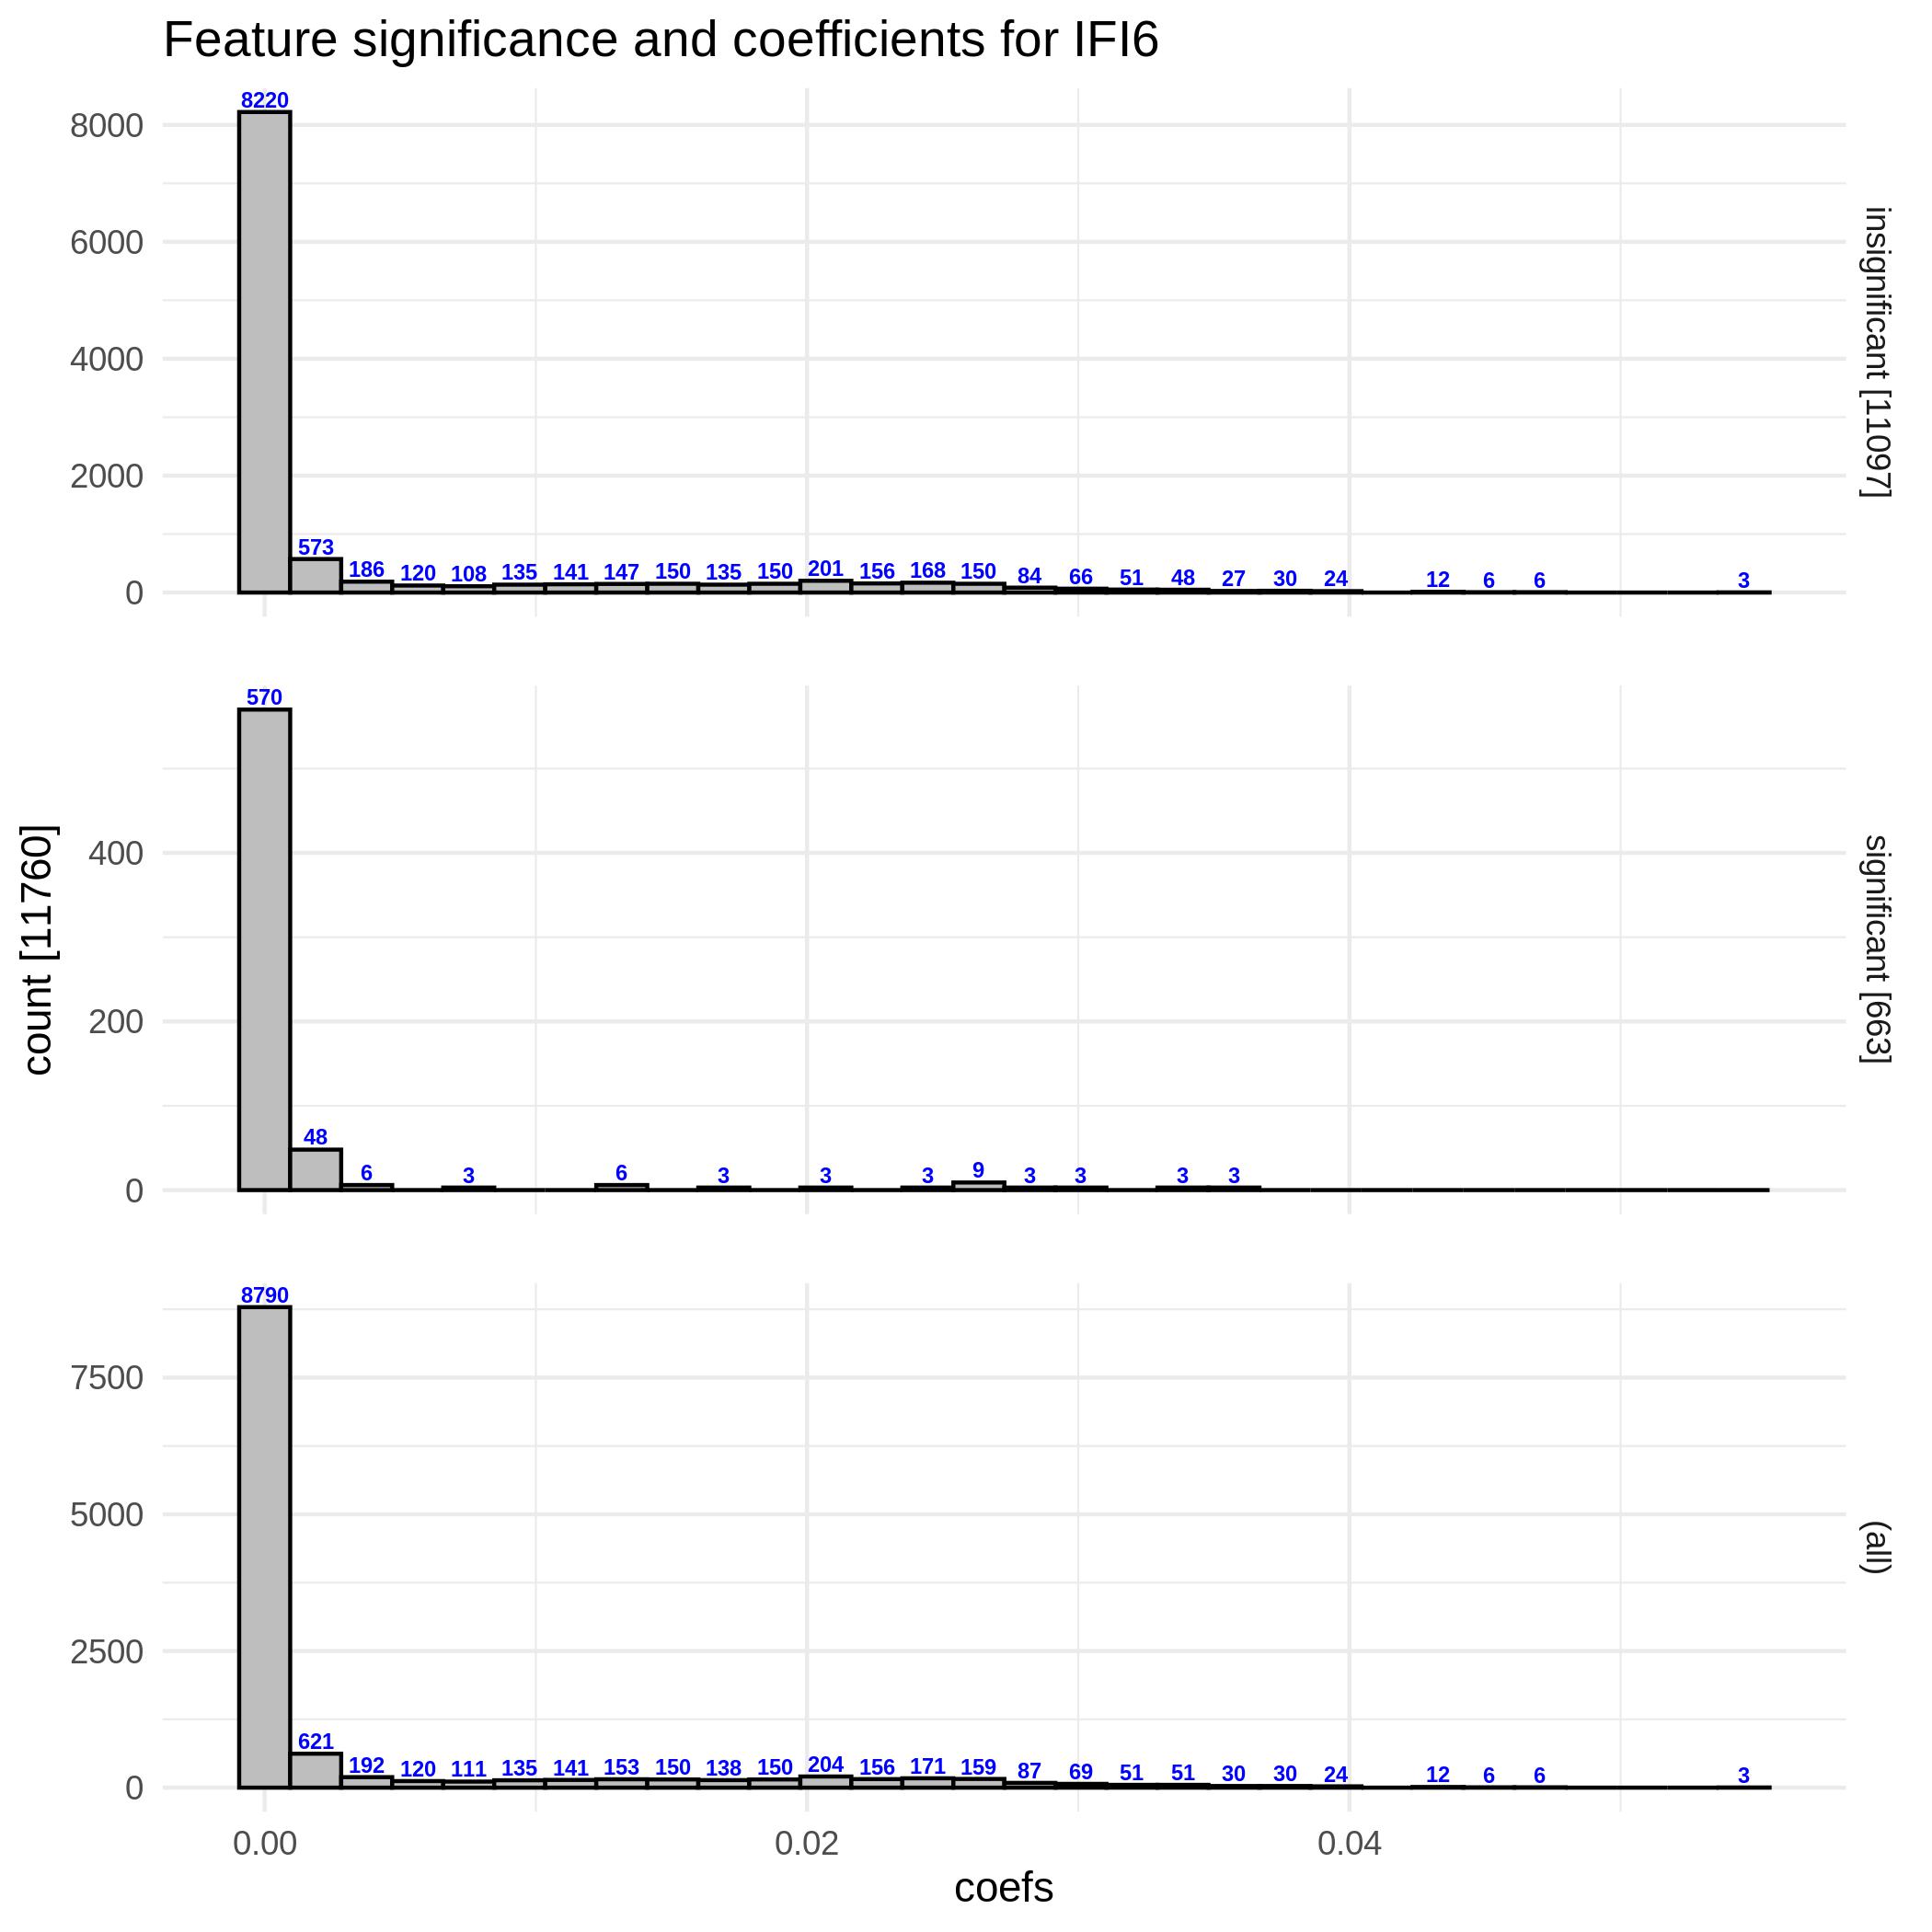 Feature significance and coefficients for IFI6
8220
8000
6000
4000
2000
0
573 186 120 108 135 141 147 150 135 150 201 156 168 150 84 66 51 48 27 30 24 12 6 6 3
insignificant [11097]
570
400
200
0
48 6 3 6 3 3 3 9 3 3 3 3
significant [663]
count [11760]
8790
7500
5000
2500
0
621 192 120 111 135 141 153 150 138 150 204 156 171 159 87 69 51 51 30 30 24 12 6 6 3
(all)
0.00 0.02 0.04
coefs